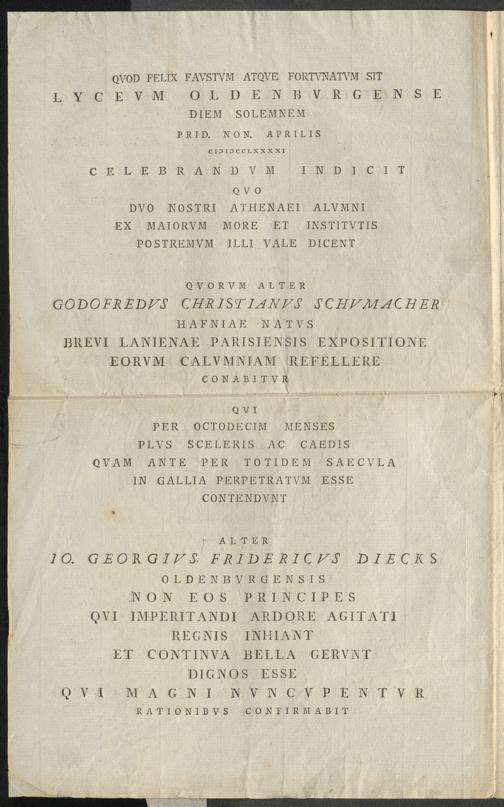 QVOD FELIX FAVSTVM ATQVE FORTVNATVM SIT
LYCEVM OLDENBVRGENSE
DIEM SOLEMNEM
PRID. NON. APRILIS
CIƆIƆCCLXXXXI
CELEBRANDVM INDICIT
QVO
DVO NOSTRI ATHENAEI ALVMNI
EX MAIORVM MORE ET INSTITVTIS
POSTREMVM ILLI VALE DICENT
QVORVM ALTER
GODOFREDVS CHRISTIANVS SCHVMACHER
HAFNIAE NATVS
BREVI LANIENAE PARISIENSIS EXPOSITIONE
EORVM CALVMNIAM REFELLERE
CONABITVR
QVI
PER OCTODECIM MENSES
PLVS SCELERIS AC CAEDIS
QVAM ANTE PER TOTIDEM SAECVLA
IN GALLIA PERPETRATVM ESSE
CONTENDVNT
ALTER
IO. GEORGIVS FRIDERICVS DIECKS
OLDENBVRGENSIS
NON EOS PRINCIPES
QVI IMPERITANDI ARDORE AGITATI
REGNIS INHIANT
ET CONTINVA BELLA GERVNT
DIGNOS ESSE
QVI MAGNI NVNCVPENTVR
RATIONIBVS CONFIRMABIT